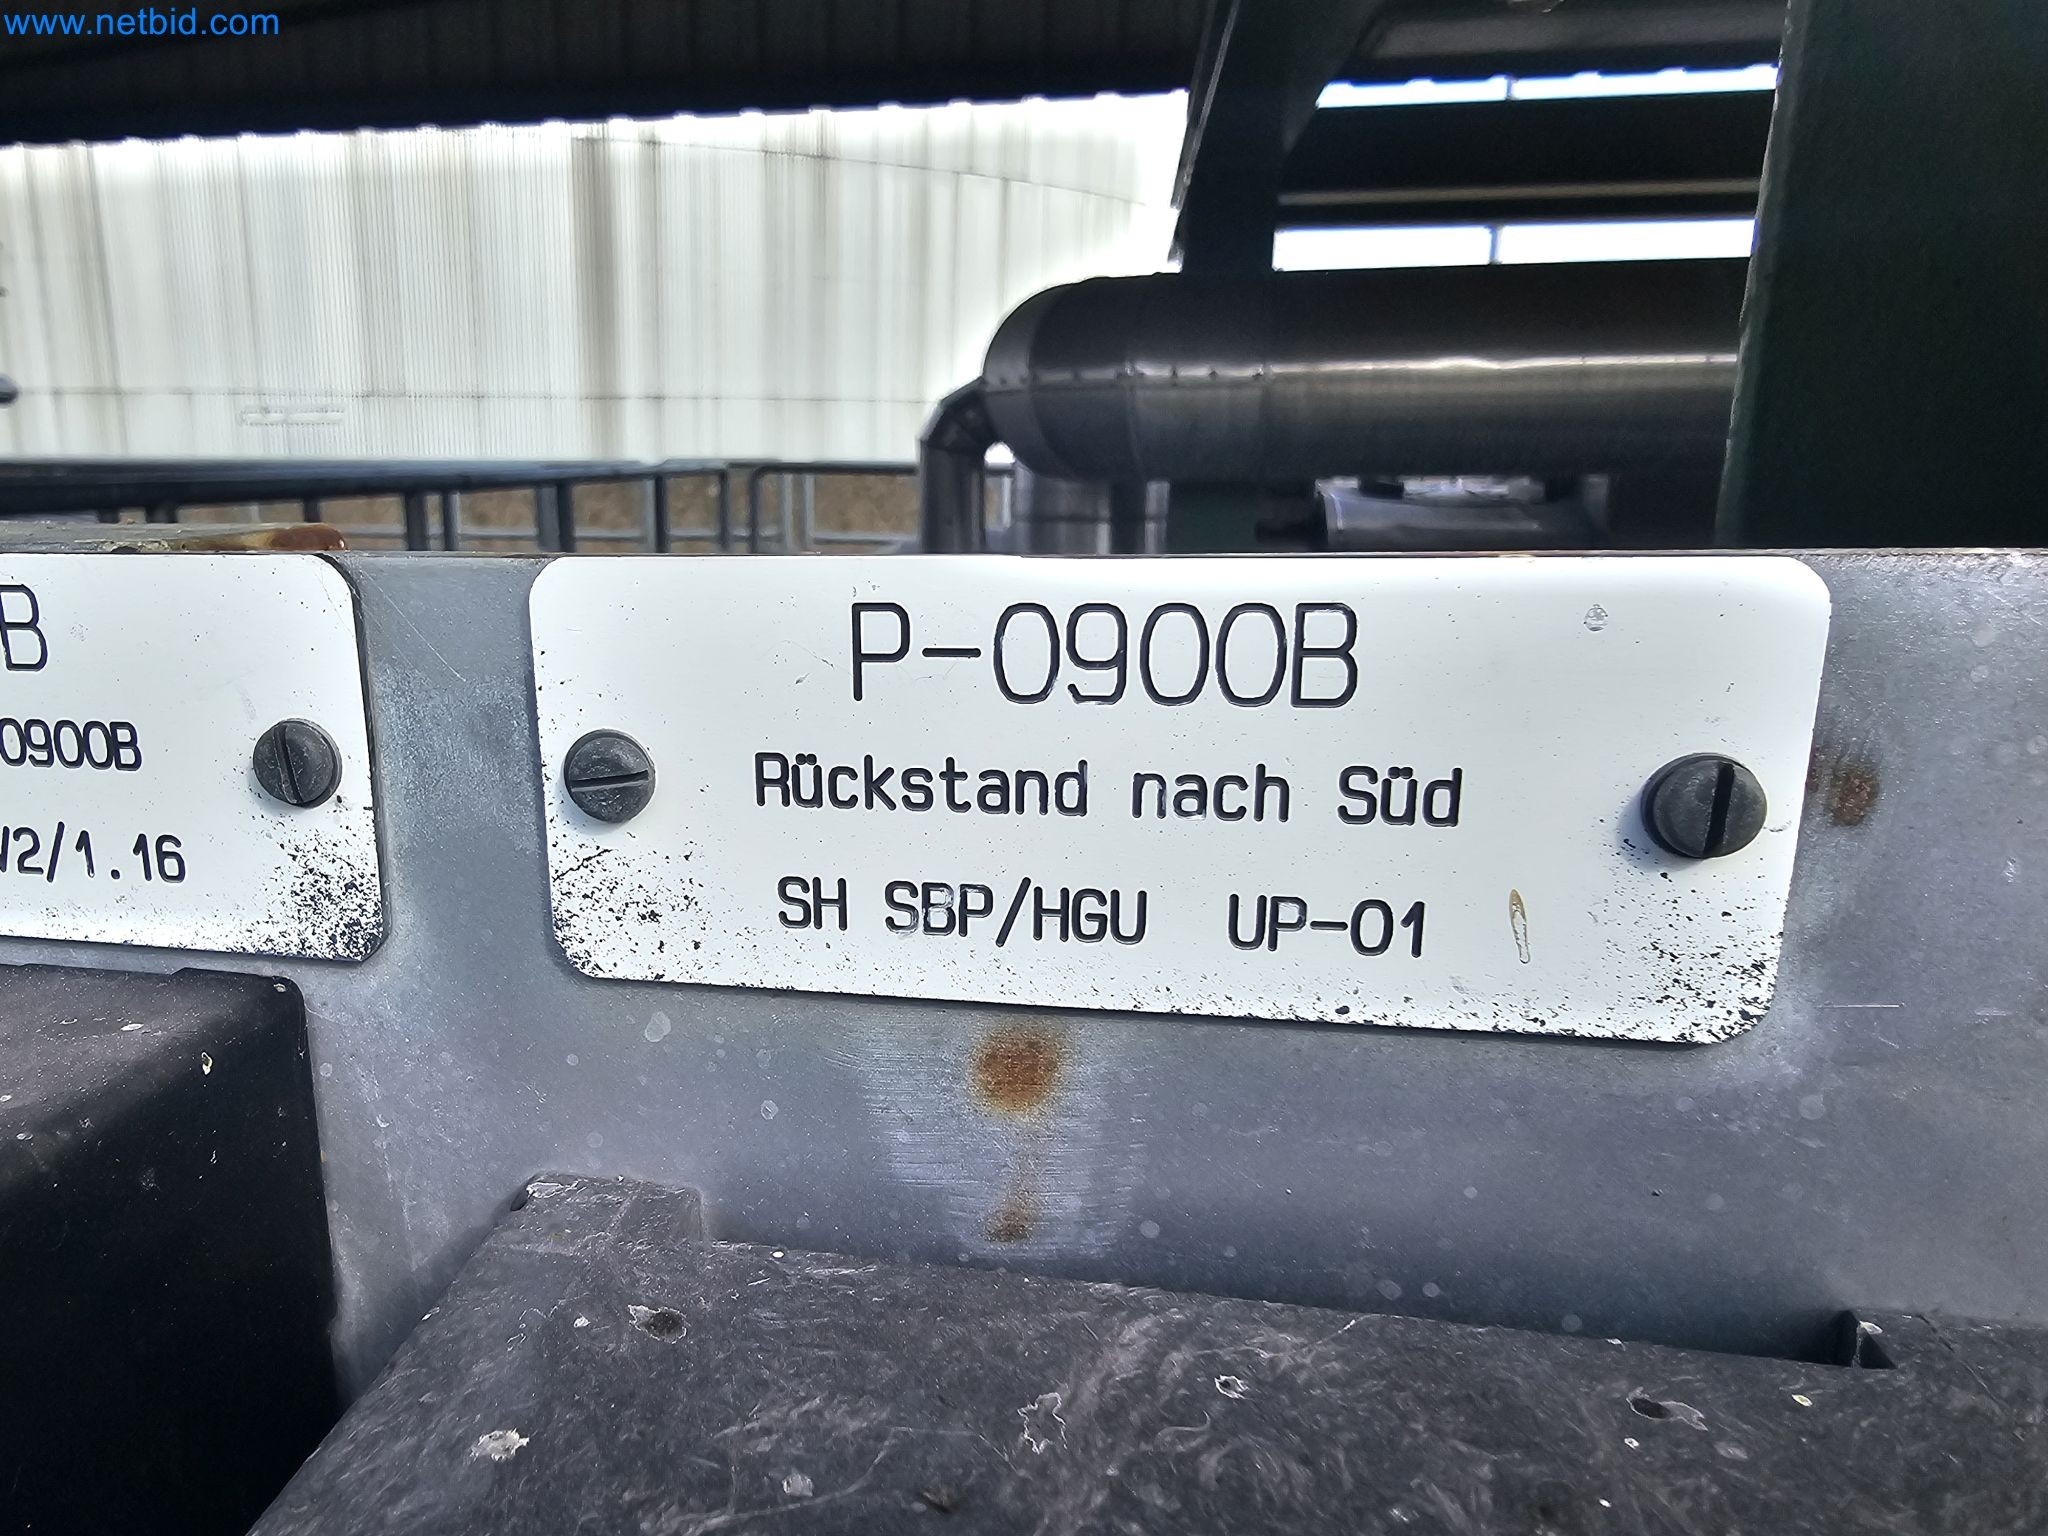 www.netbid.com
B
0900B
2/1.16
P-0900B
Rückstand nach Süd
SH SBP/HGU UP-01